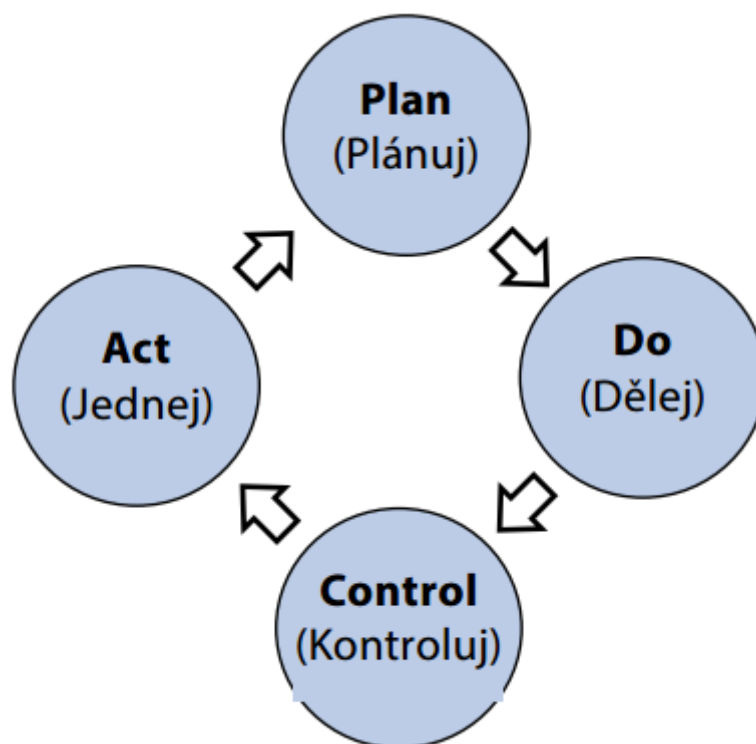 Plan
(Plánuj)
Do
(Dělej)
Control
(Kontroluj)
Act
(Jednej)